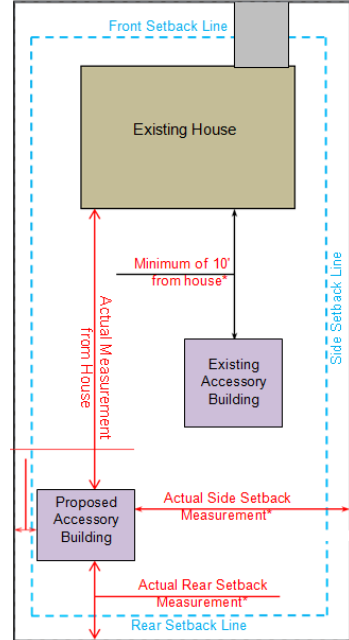 Front Setback Line
Existing House
Minimum of 10'
from house*
Actual Measurement
from House
Side Setback Line
Existing
Accessory
Building
Proposed
Accessory
Building
Actual Side Setback
Measurement*
Actual Rear Setback
Measurement*
Rear Setback Line